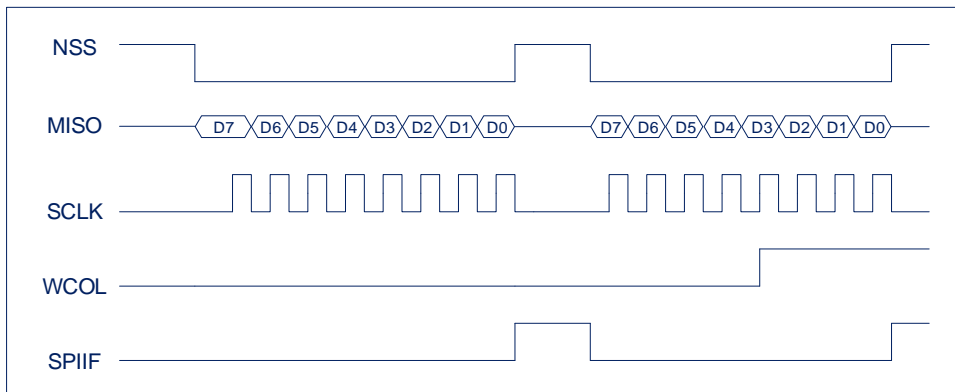 NSS
MISO D7 D6 D5 D4 D3 D2 D1 D0 D7 D6 D5 D4 D3 D2 D1 D0
SCLK
WCOL
SPIIF